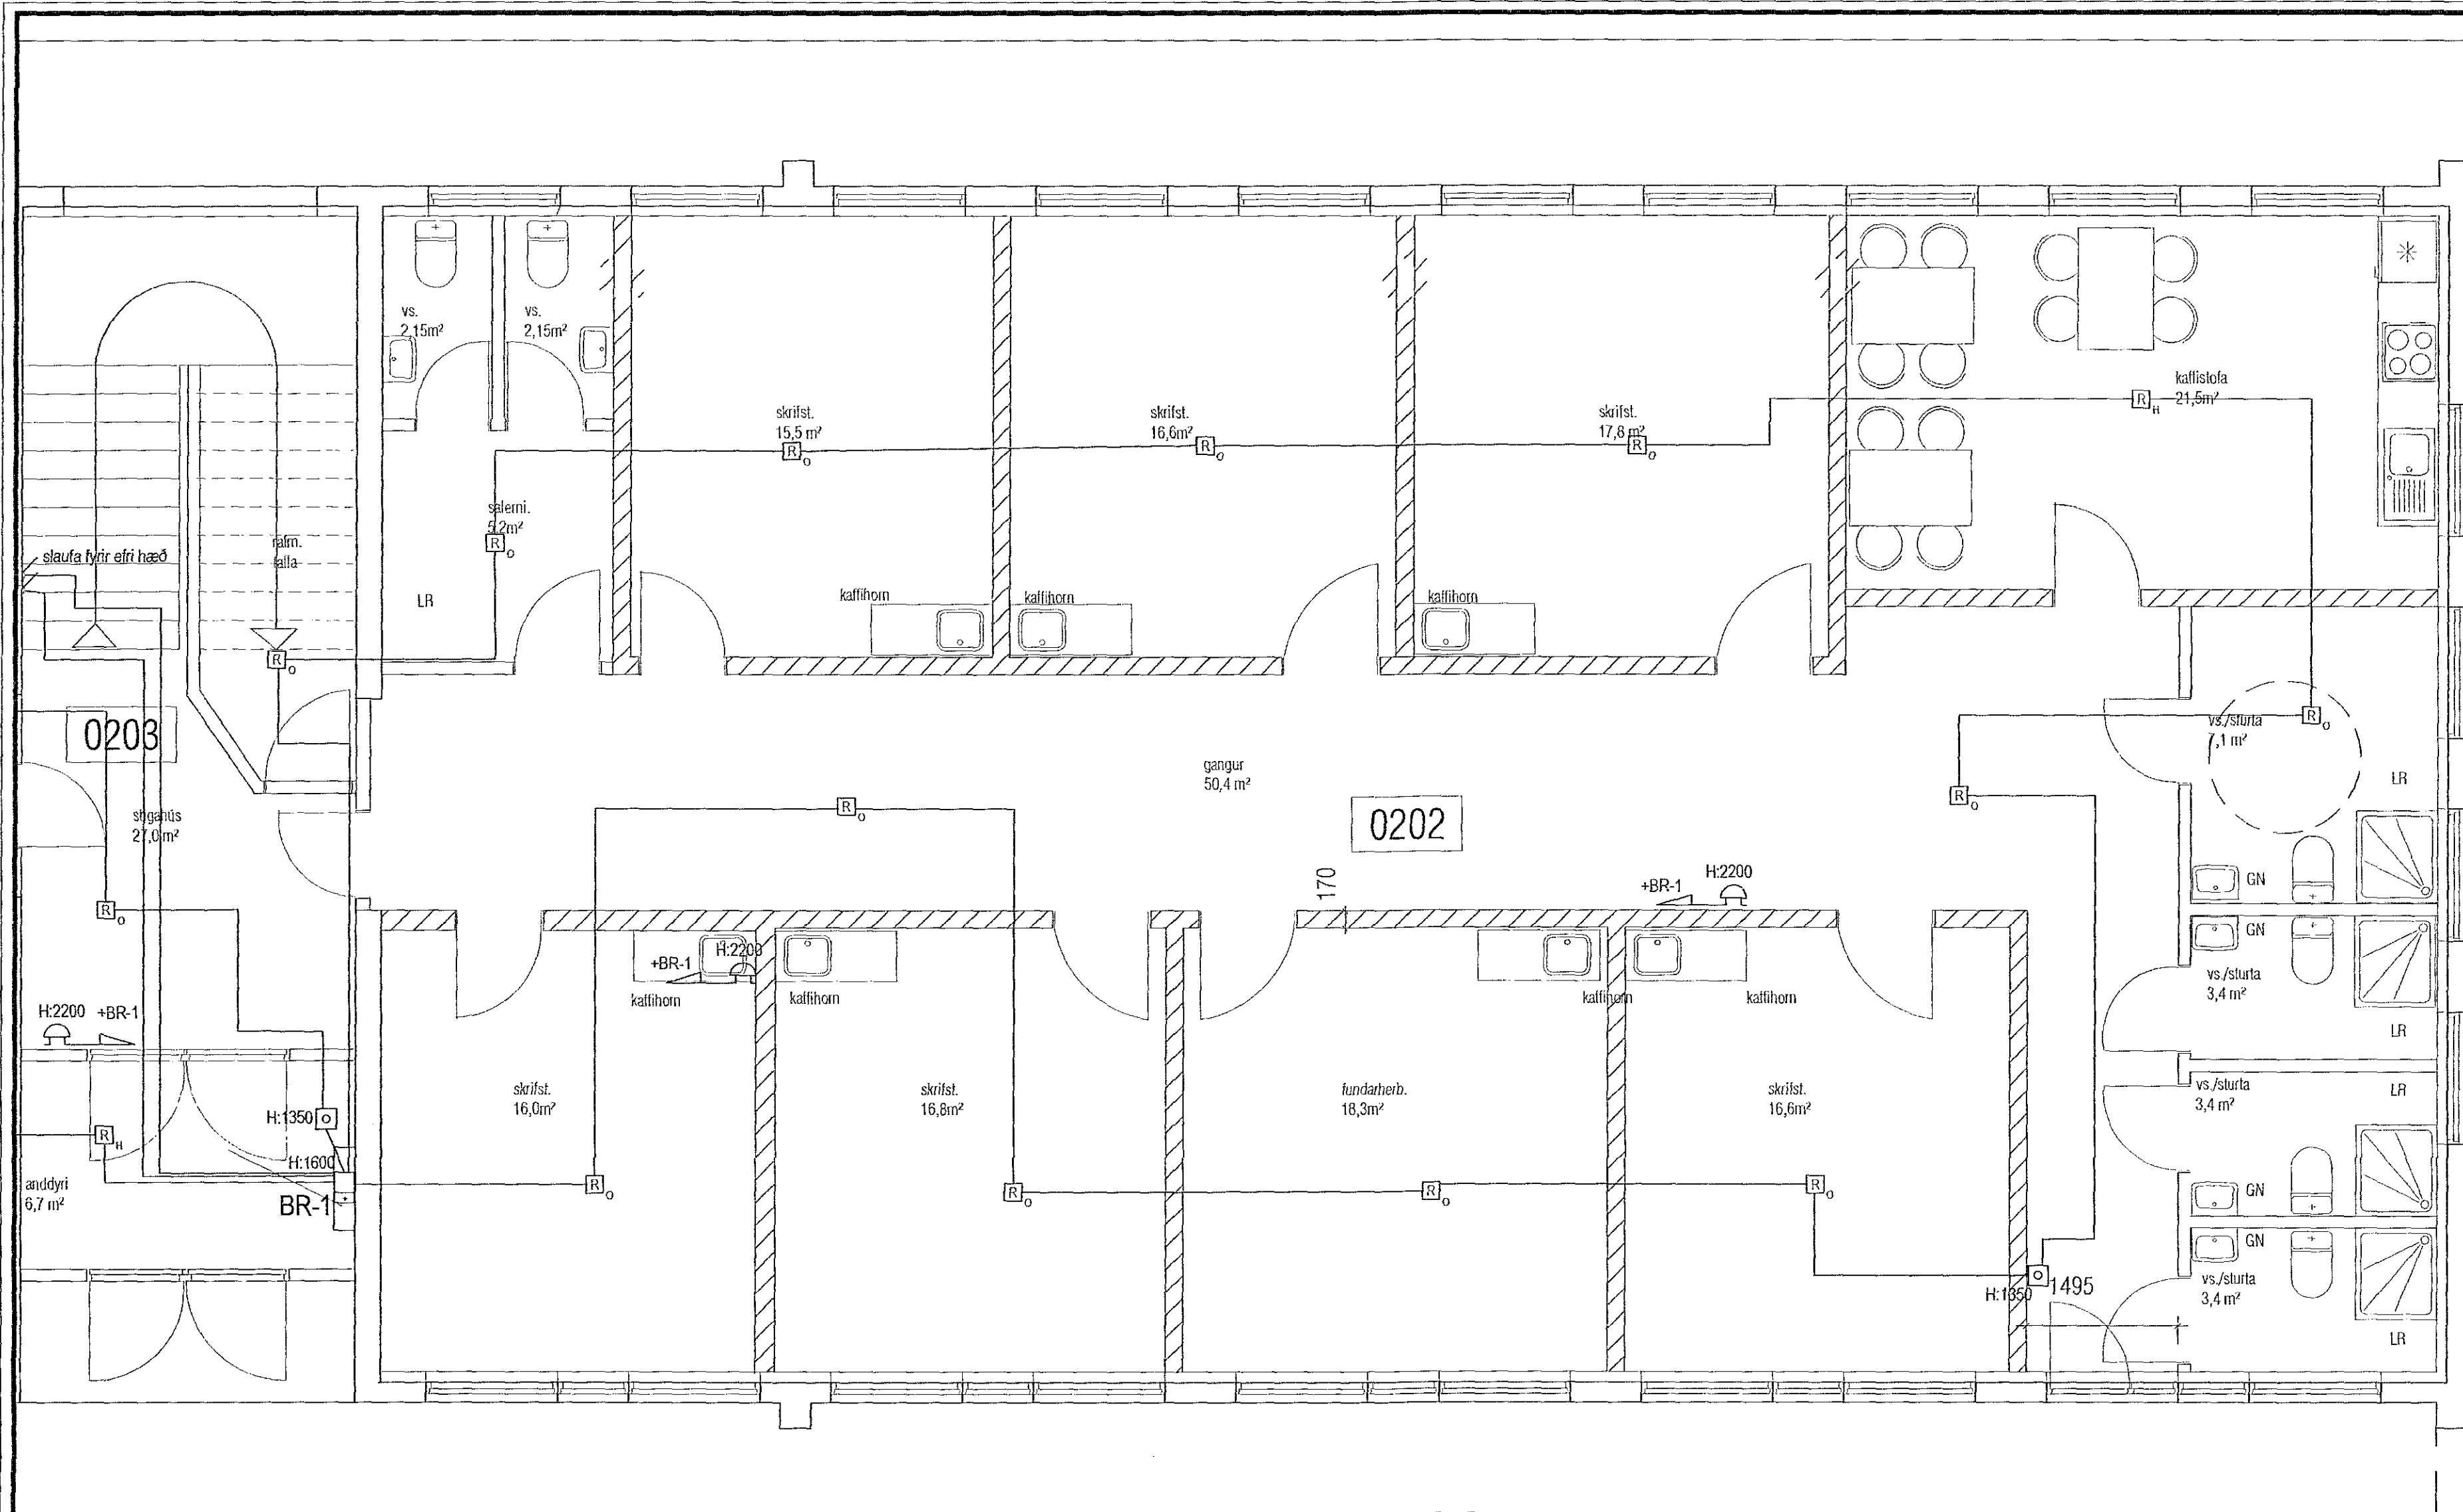 vs.
2,15m²
vs.
2,15m²
skrifst.
15,5 m²
skrifst.
16,6m²
skrifst.
17,8 m²
kaffistofa
21,5m²
R H
R O
R O
R O
salerni.
5,2m²
R O
LR
slaufa fyrir efri hæð
rafm.
tafla
kaffihorn
kaffihorn
kaffihorn
R O
0203
stigahús
27,0 m²
gangur
50,4 m²
0202
R O
R O
vs./sturta
7,1 m²
R O
LR
170
+BR-1
H:2200
GN
GN
R O
H:2200
+BR-1
kaffihorn
kaffihorn
kaffihorn
kaffihorn
vs./sturta
3,4 m²
LR
H:2200 +BR-1
skrifst.
16,0m²
skrifst.
16,8m²
fundarherb.
18,3m²
skrifst.
16,6m²
vs./sturta
3,4 m²
LR
H:1350
R H
H:1600
anddyri
6,7 m²
BR-1
R O
R O
R O
R O
GN
GN
H:1350
1495
vs./sturta
3,4 m²
LR